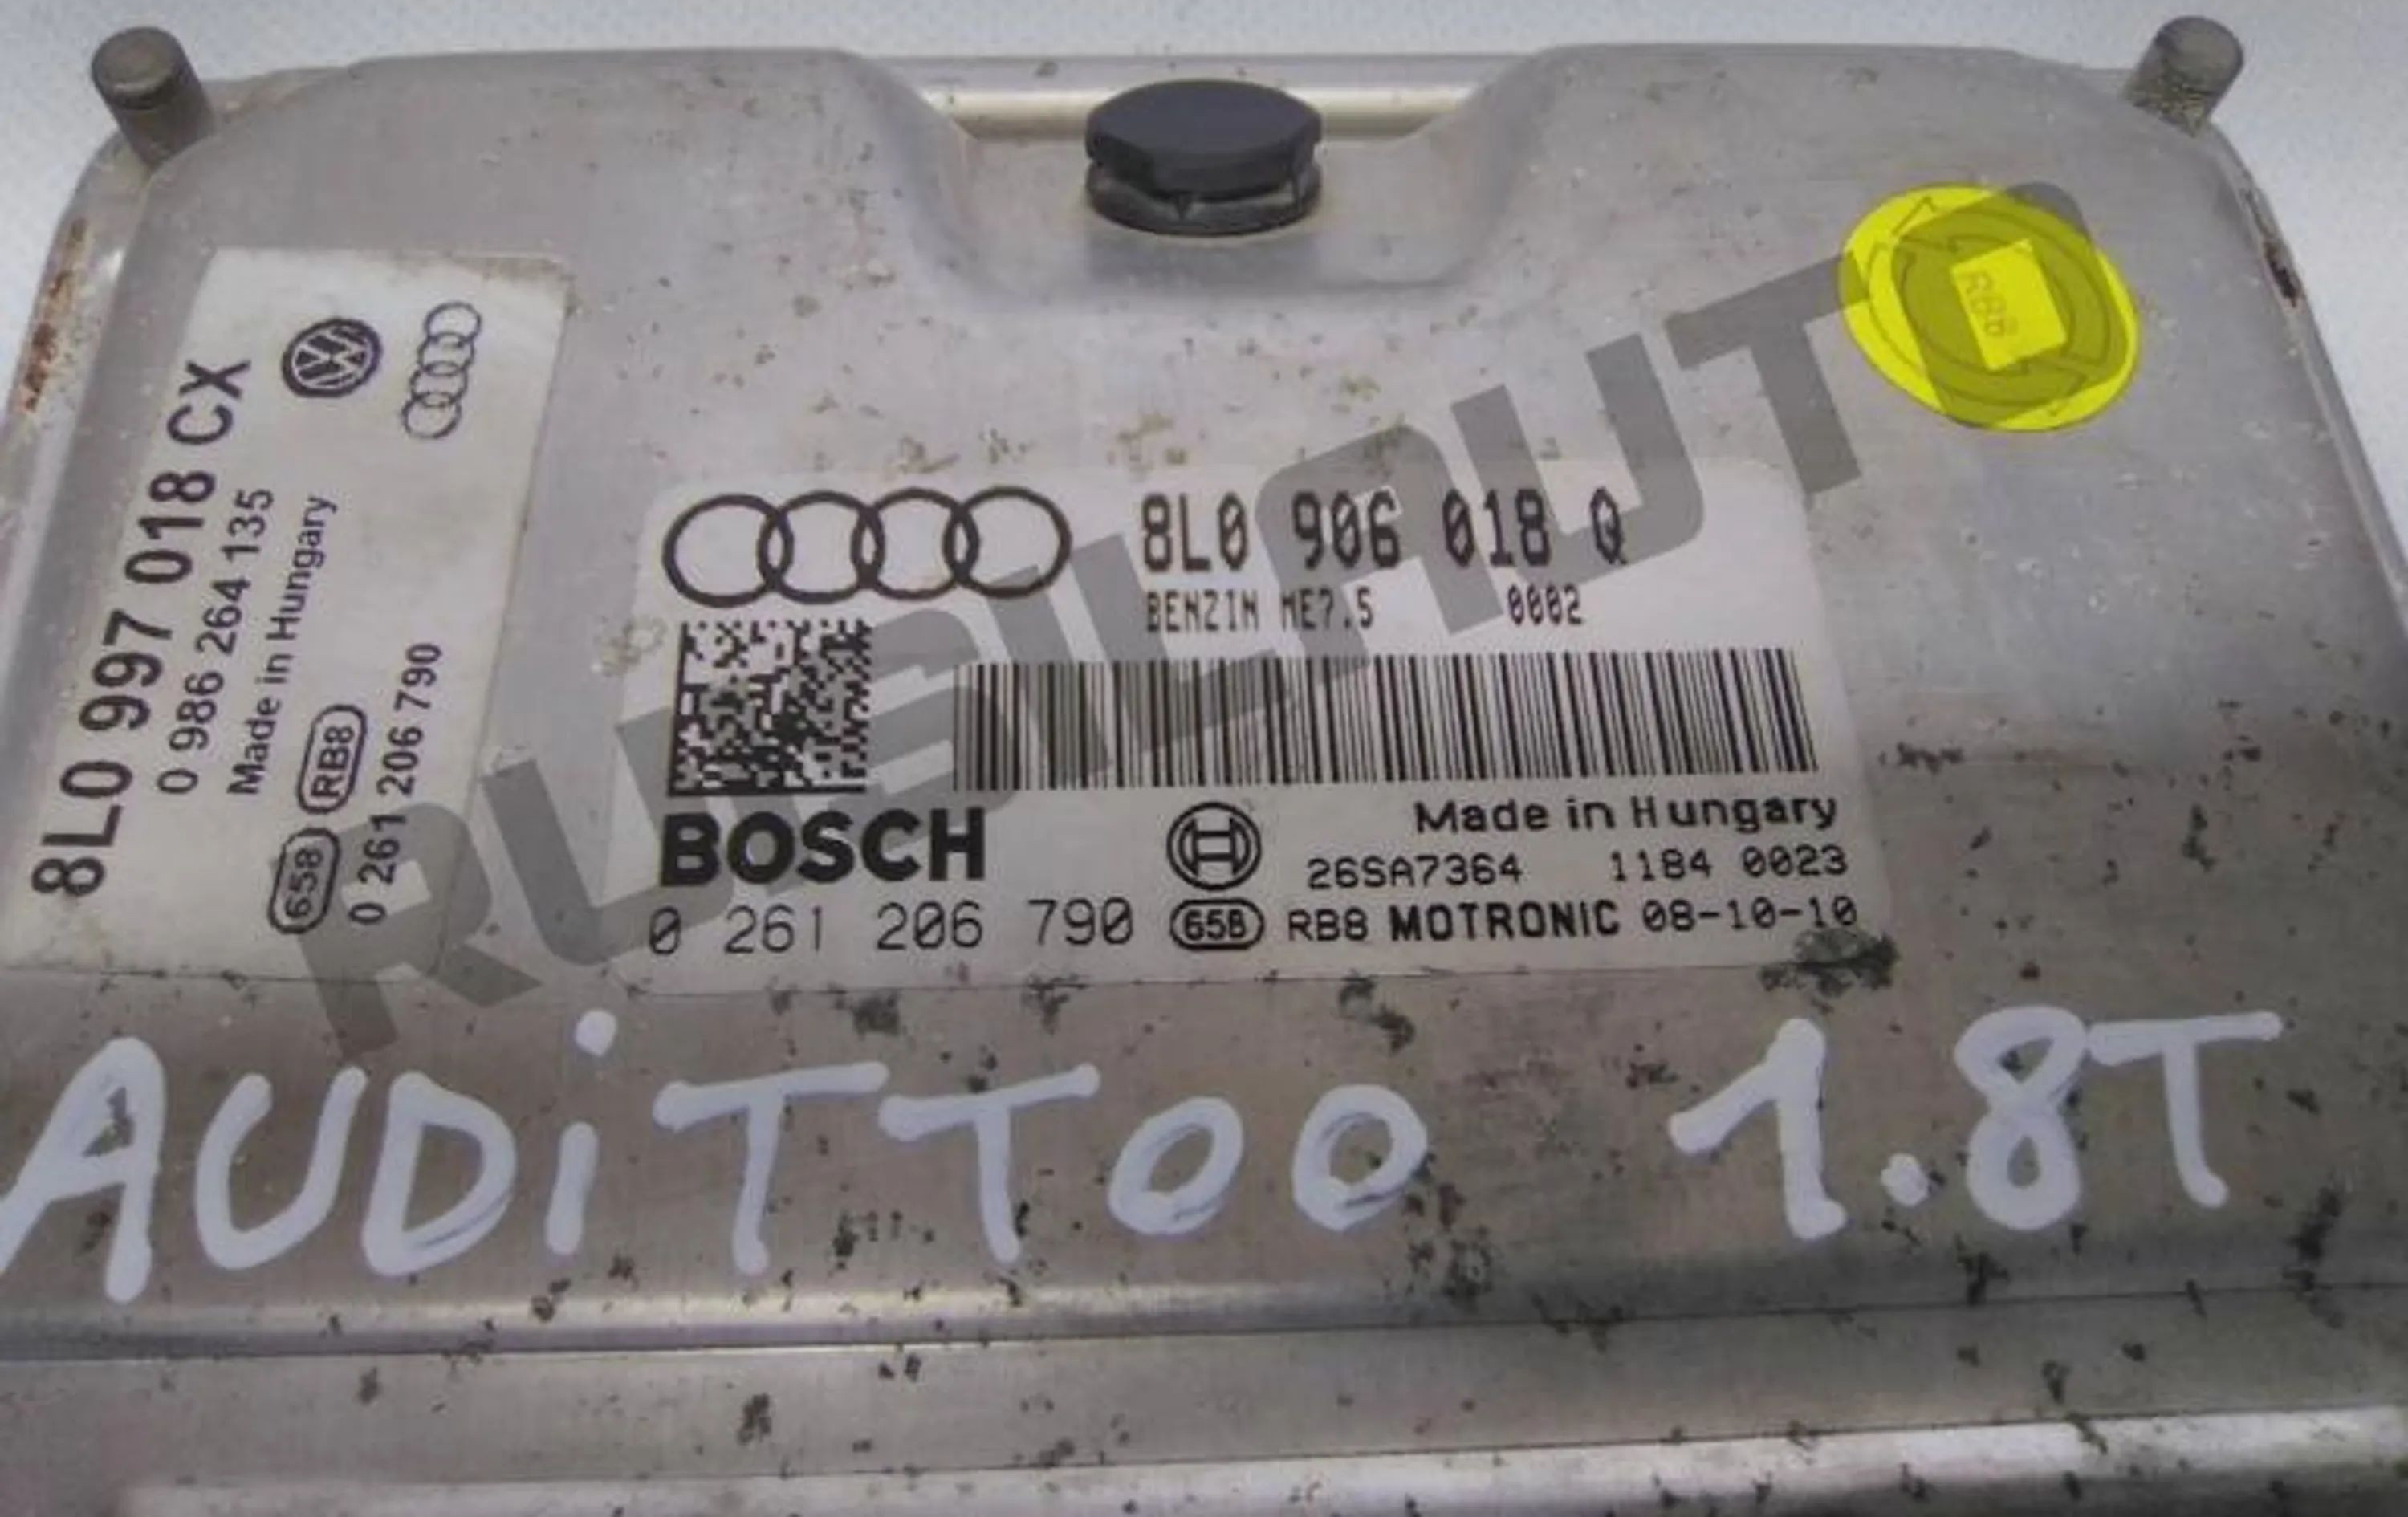 8L0 997 018 CX
0 986 264 135
Made in Hungary
658 RB8
0 261 206 790
RB8
8L0 906 018 Q
BENZIN ME7.5 0002
BOSCH
Made in Hungary
26SA7364 1184 0023
0 261 206 790 658 RB8 MOTRONIC 08-10-10
RUBILAUTO
AUDi TT00 1.8T